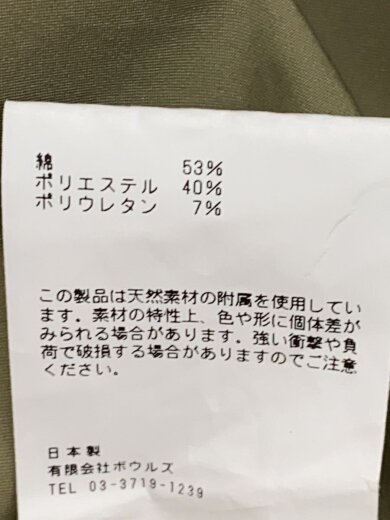 綿 53%
ポリエステル 40%
ポリウレタン 7%
この製品は天然素材の附属を使用してい
ます。素材の特性上、色や形に個体差が
みられる場合があります。強い衝撃や負
荷で破損する場合がありますのでご注意
ください。
日本製
有限会社ボウルズ
TEL 03-3719-1239